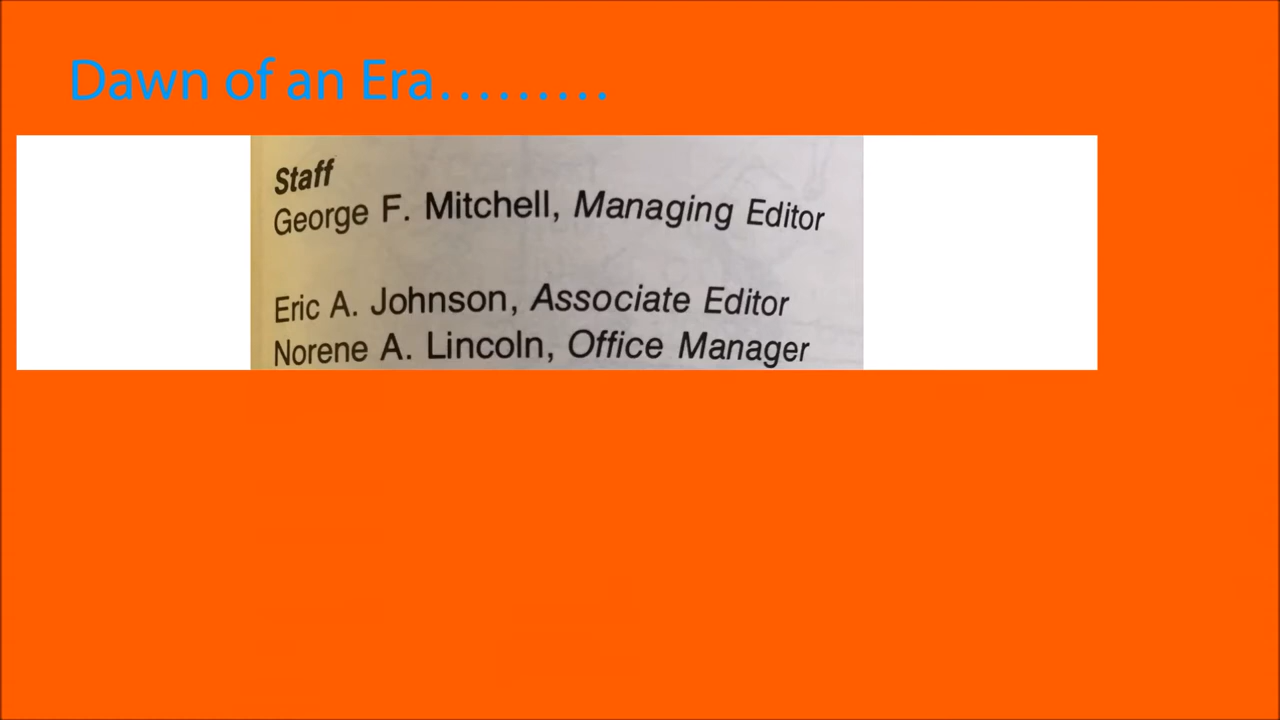 Dawn of an Era.........
Staff
George F. Mitchell, Managing Editor
Eric A. Johnson, Associate Editor
Norene A. Lincoln, Office Manager